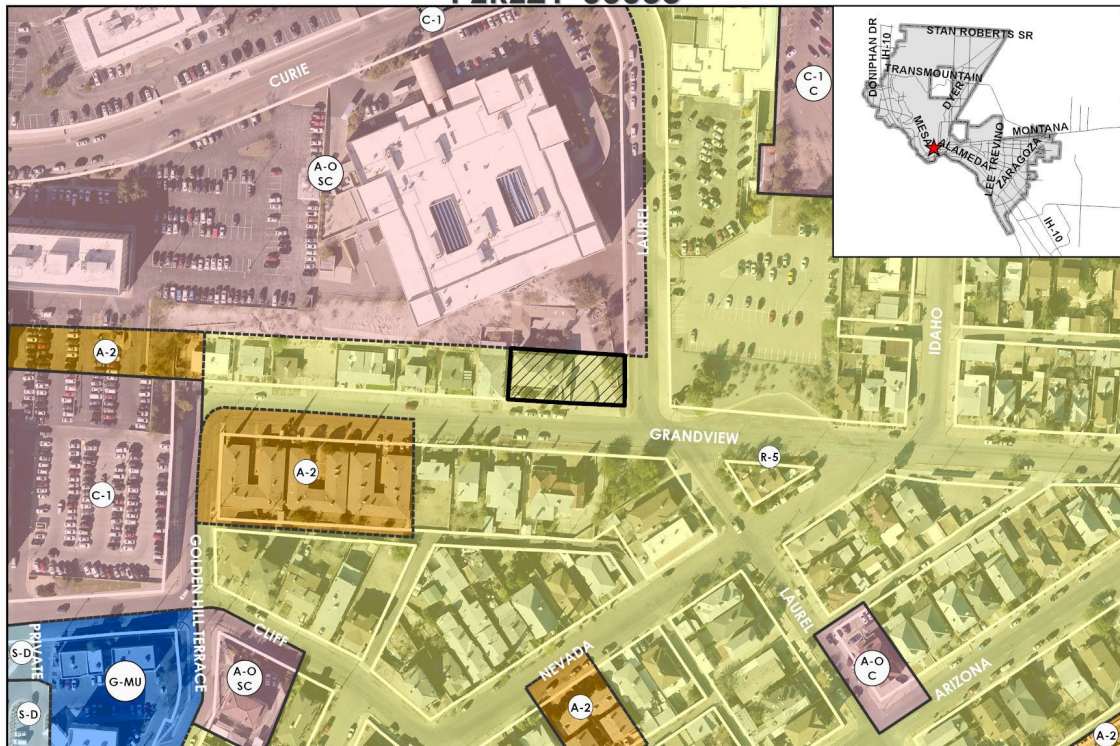 C-1
CURIE
C-1
C
A-O
SC
LAUREL
STAN ROBERTS SR
DONIPHAN DR
IH-10
TRANSMOUNTAIN
DYER
MESA
ALAMEDA
LEE TREVINO
MONTANA
ZARAGOZA
IH-10
IDAHO
A-2
GRANDVIEW
R-5
A-2
C-1
GOLDEN HILL TERRACE
CLIFF
LAUREL
NEVADA
ARIZONA
PRIVATE
S-D
S-D
G-MU
A-O
SC
A-2
A-O
C
A-2